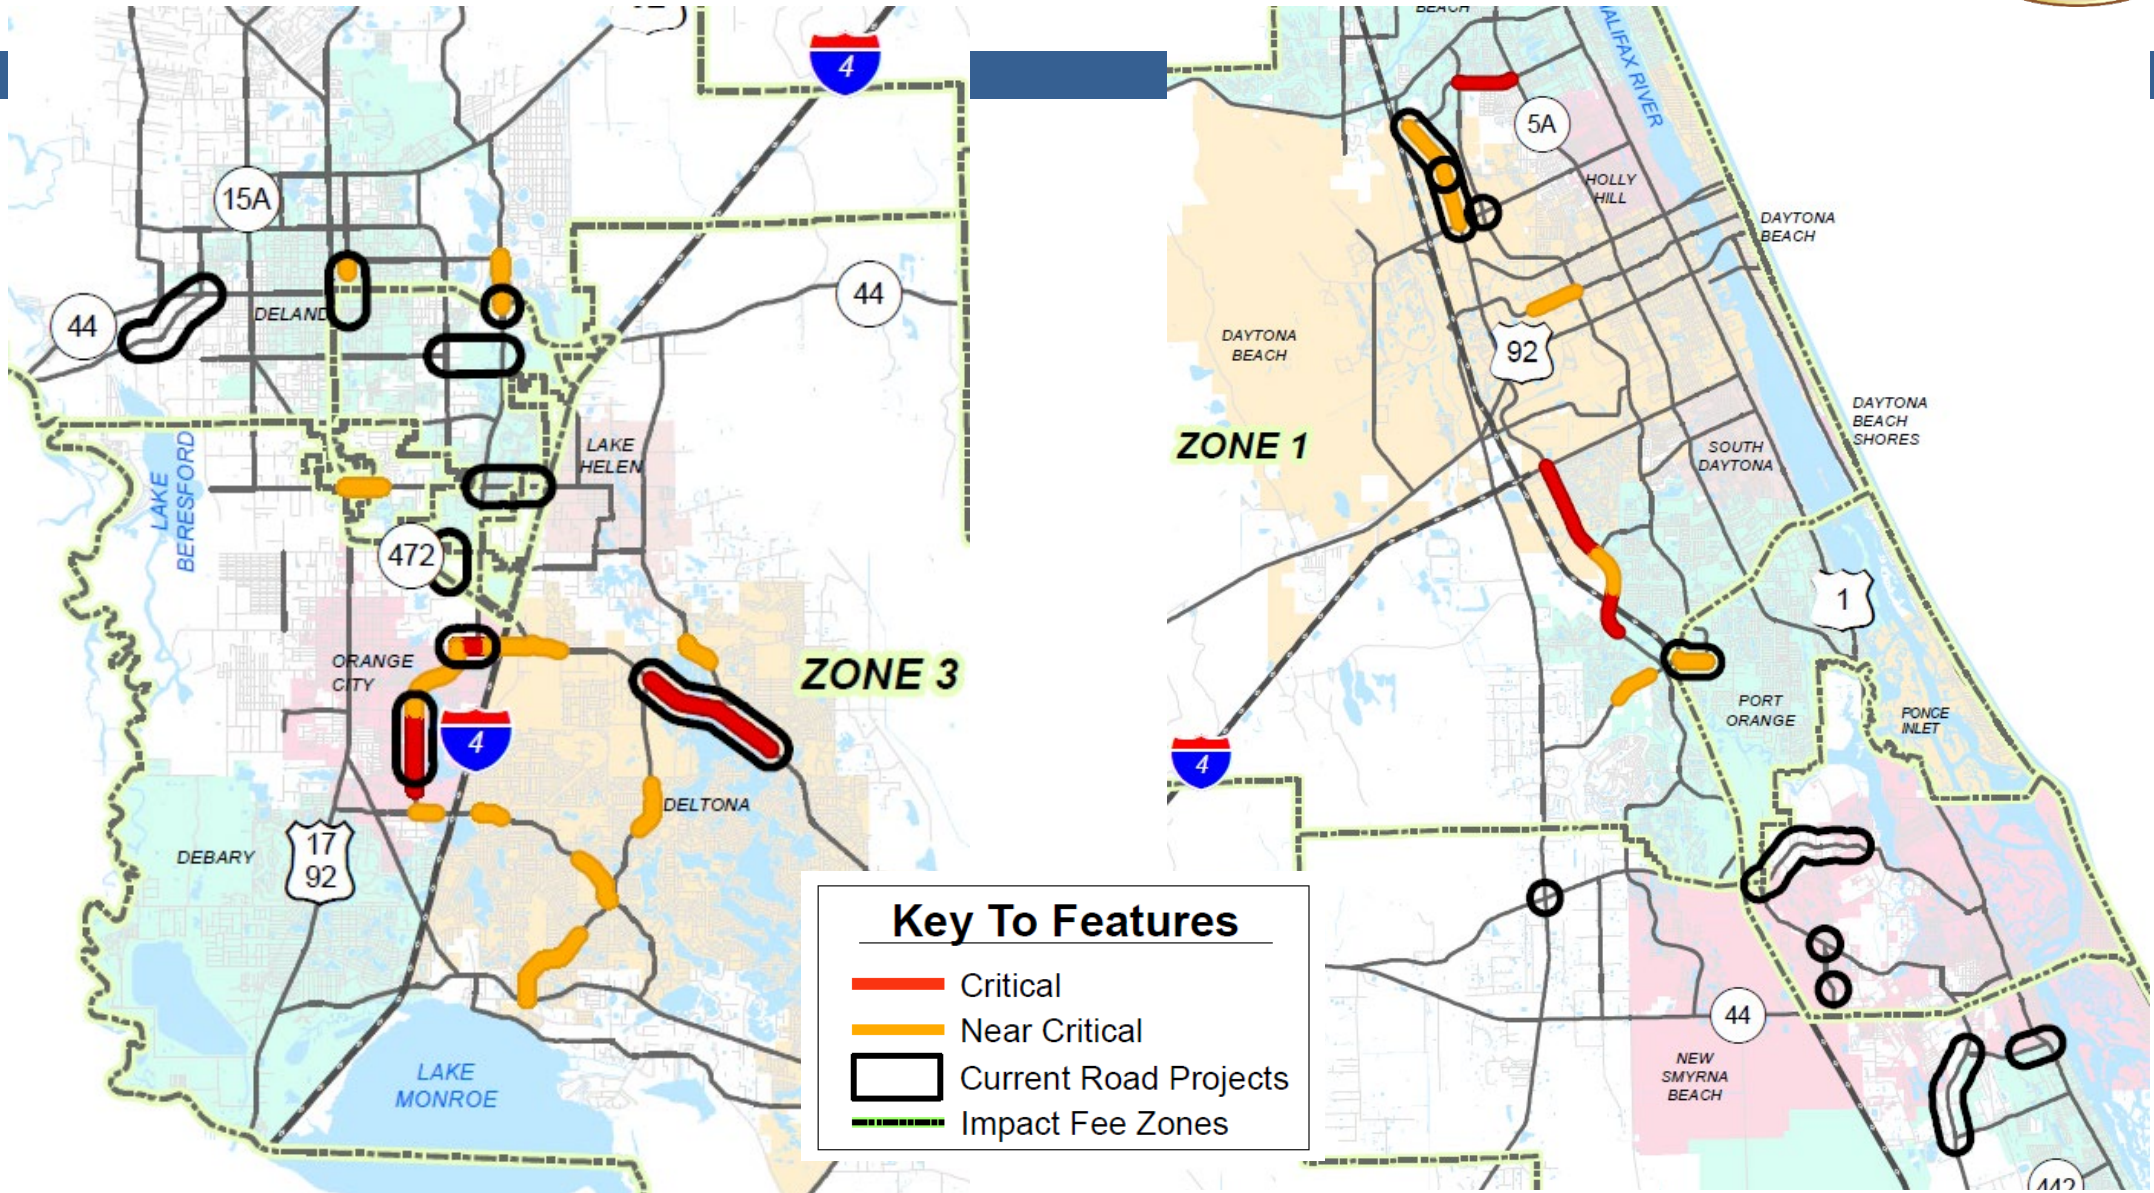 4
15A
44
44
DELAND
LAKE
HELEN
LAKE
BERESFORD
472
ORANGE
CITY
ZONE 3
4
DELTONA
DEBARY
17
92
LAKE
MONROE
BEACH
HALIFAX RIVER
5A
HOLLY
HILL
DAYTONA
BEACH
DAYTONA
BEACH
92
DAYTONA
BEACH
SHORES
ZONE 1
SOUTH
DAYTONA
1
PORT
ORANGE
PONCE
INLET
4
44
NEW
SMYRNA
BEACH
442
Key To Features
Critical
Near Critical
Current Road Projects
Impact Fee Zones